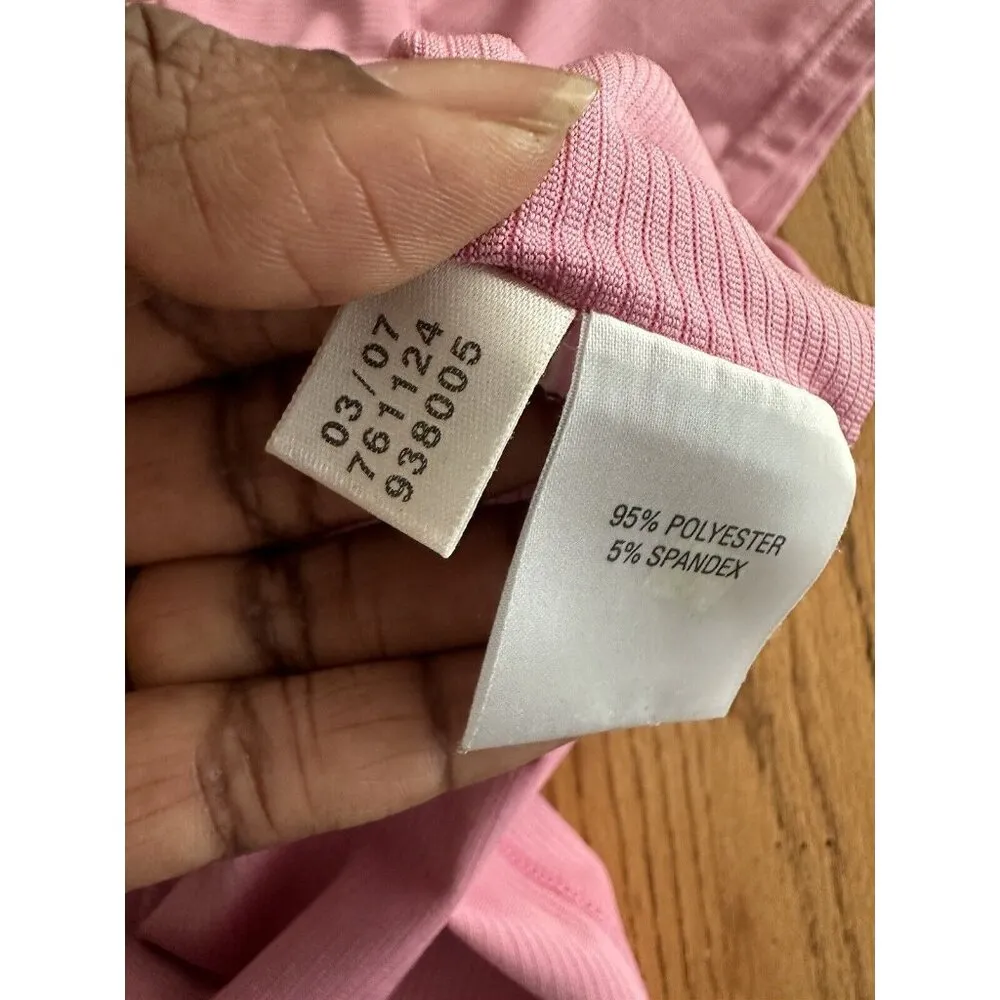 03/07
761124
938005
95% POLYESTER
5% SPANDEX